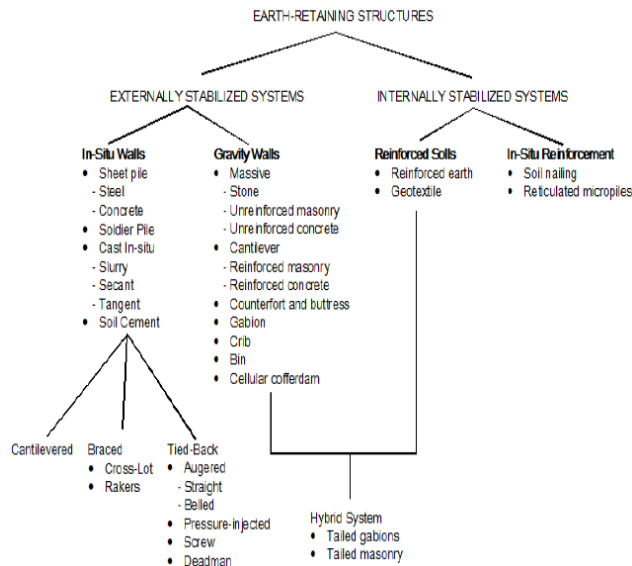 EARTH-RETAINING STRUCTURES
EXTERNALLY STABILIZED SYSTEMS
INTERNALLY STABILIZED SYSTEMS
In-Situ Walls
• Sheet pile
- Steel
- Concrete
• Soldier Pile
• Cast In-situ
- Slurry
- Secant
- Tangent
• Soil Cement
Gravity Walls
• Massive
- Stone
- Unreinforced masonry
- Unreinforced concrete
• Cantilever
- Reinforced masonry
- Reinforced concrete
• Counterfort and buttress
• Gabion
• Crib
• Bin
• Cellular cofferdam
Reinforced Soils
• Reinforced earth
• Geotextile
In-Situ Reinforcement
• Soil nailing
• Reticulated micropiles
Cantilevered
Braced
• Cross-Lot
• Rakers
Tied-Back
• Augered
- Straight
- Belled
• Pressure-injected
• Screw
• Deadman
Hybrid System
• Tailed gabions
• Tailed masonry